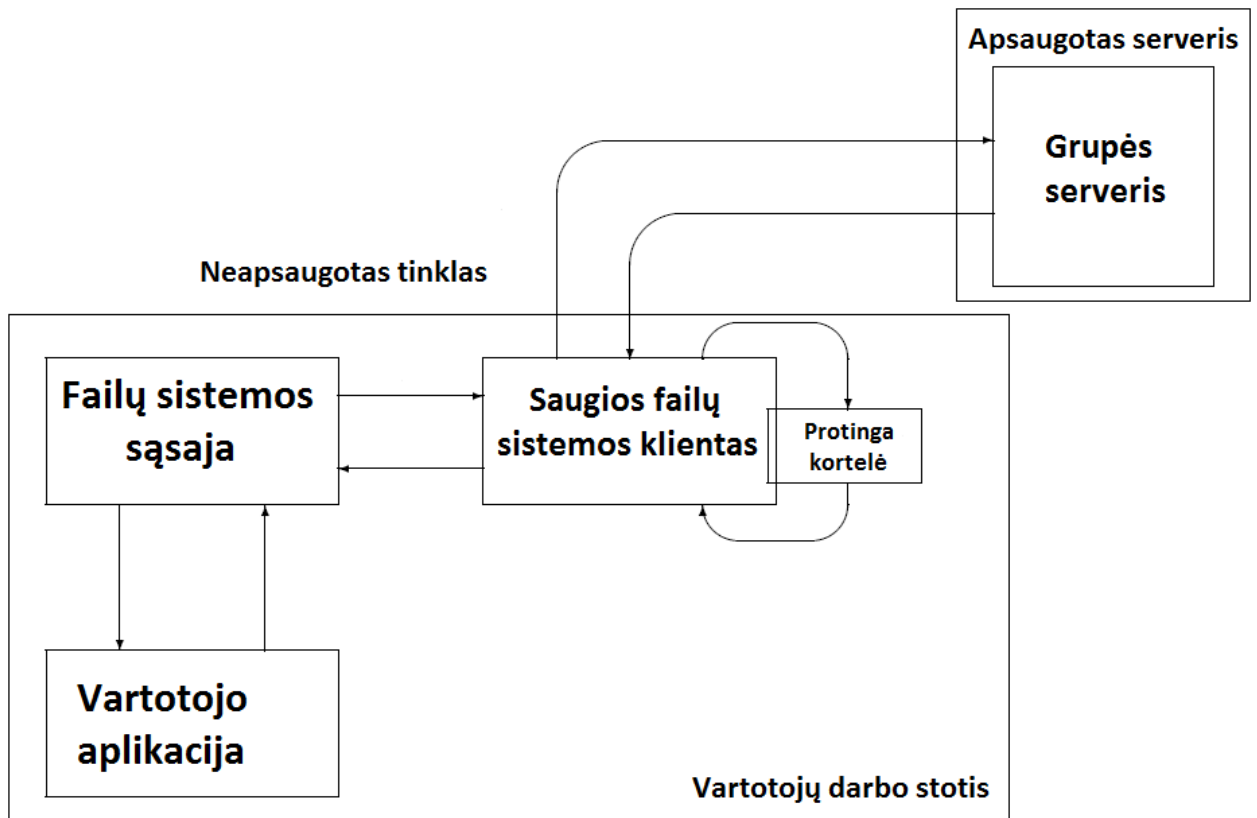 Apsaugotas serveris
Grupės
serveris
Neapsaugotas tinklas
Failų sistemos
sąsaja
Saugios failų
sistemos klientas
Protinga
kortelė
Vartotojo
aplikacija
Vartotojų darbo stotis